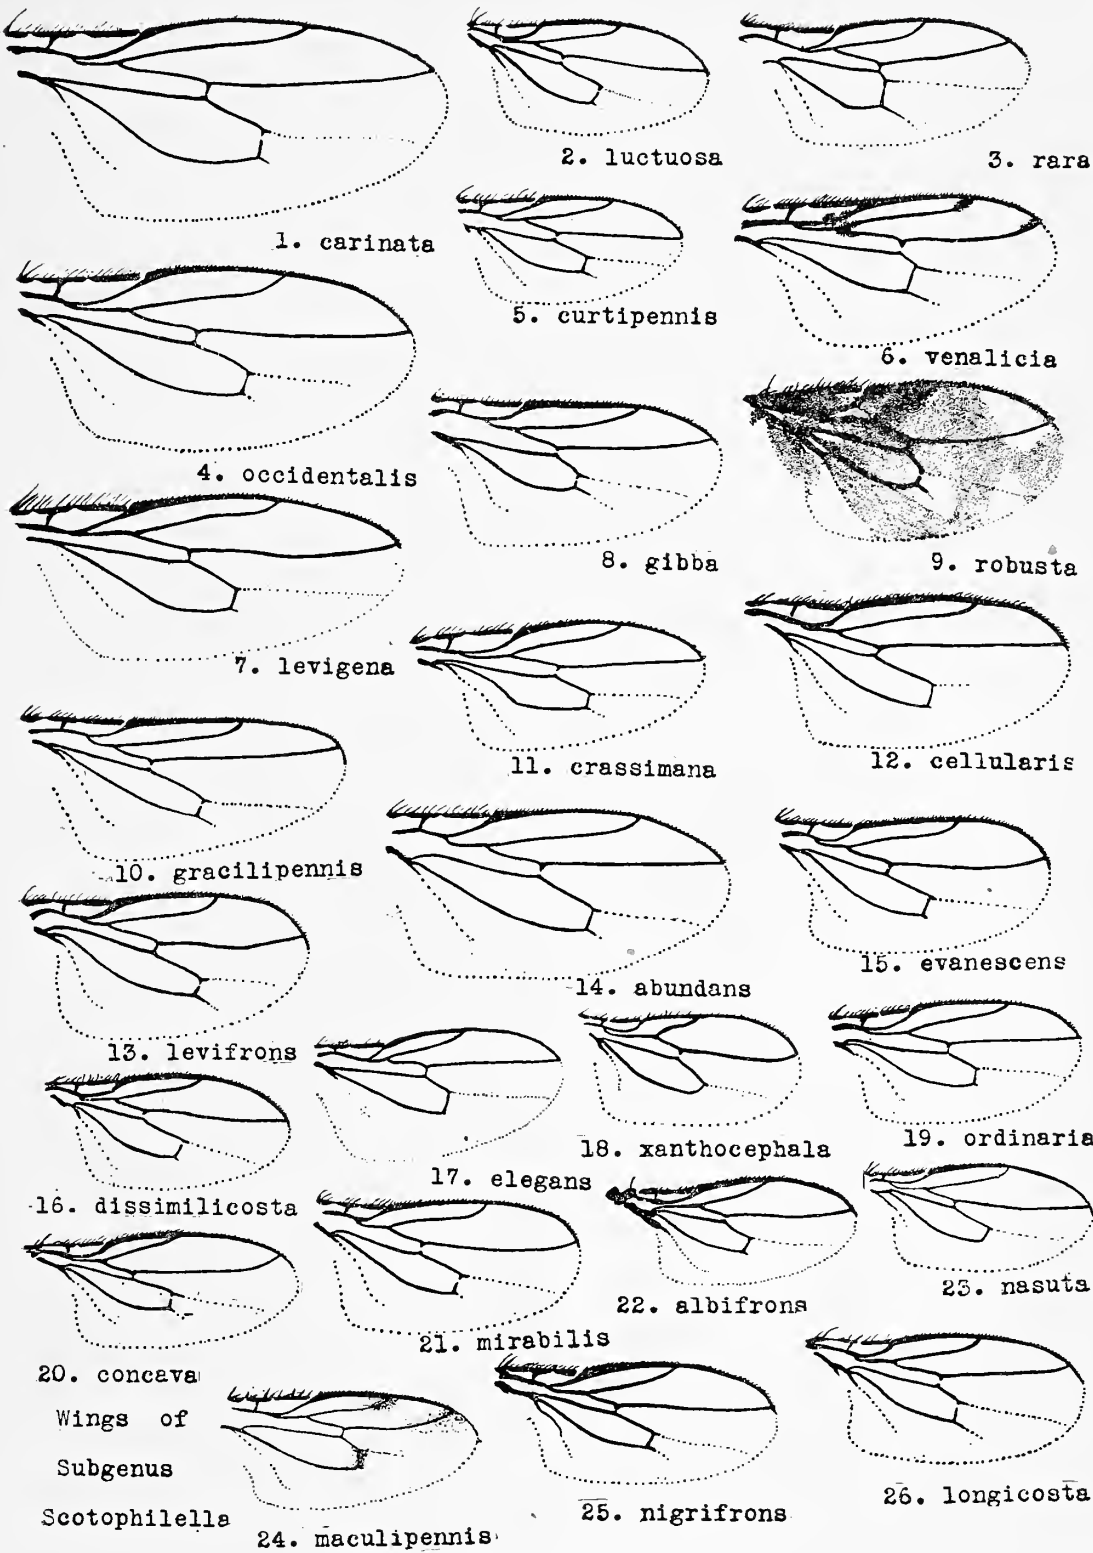 1. carinata
2. luctuosa
3. rara
4. occidentalis
5. curtipennis
6. venalicia
7. levigena
8. gibba
9. robusta
10. gracilipennis
11. crassimana
12. cellularis
13. levifrons
14. abundans
15. evanescens
16. dissimilicosta
17. elegans
18. xanthocephala
19. ordinaria
20. concava
21. mirabilis
22. albifrons
23. nasuta
Wings of
Subgenus
Scotophilella
24. maculipennis
25. nigrifrons
26. longicosta